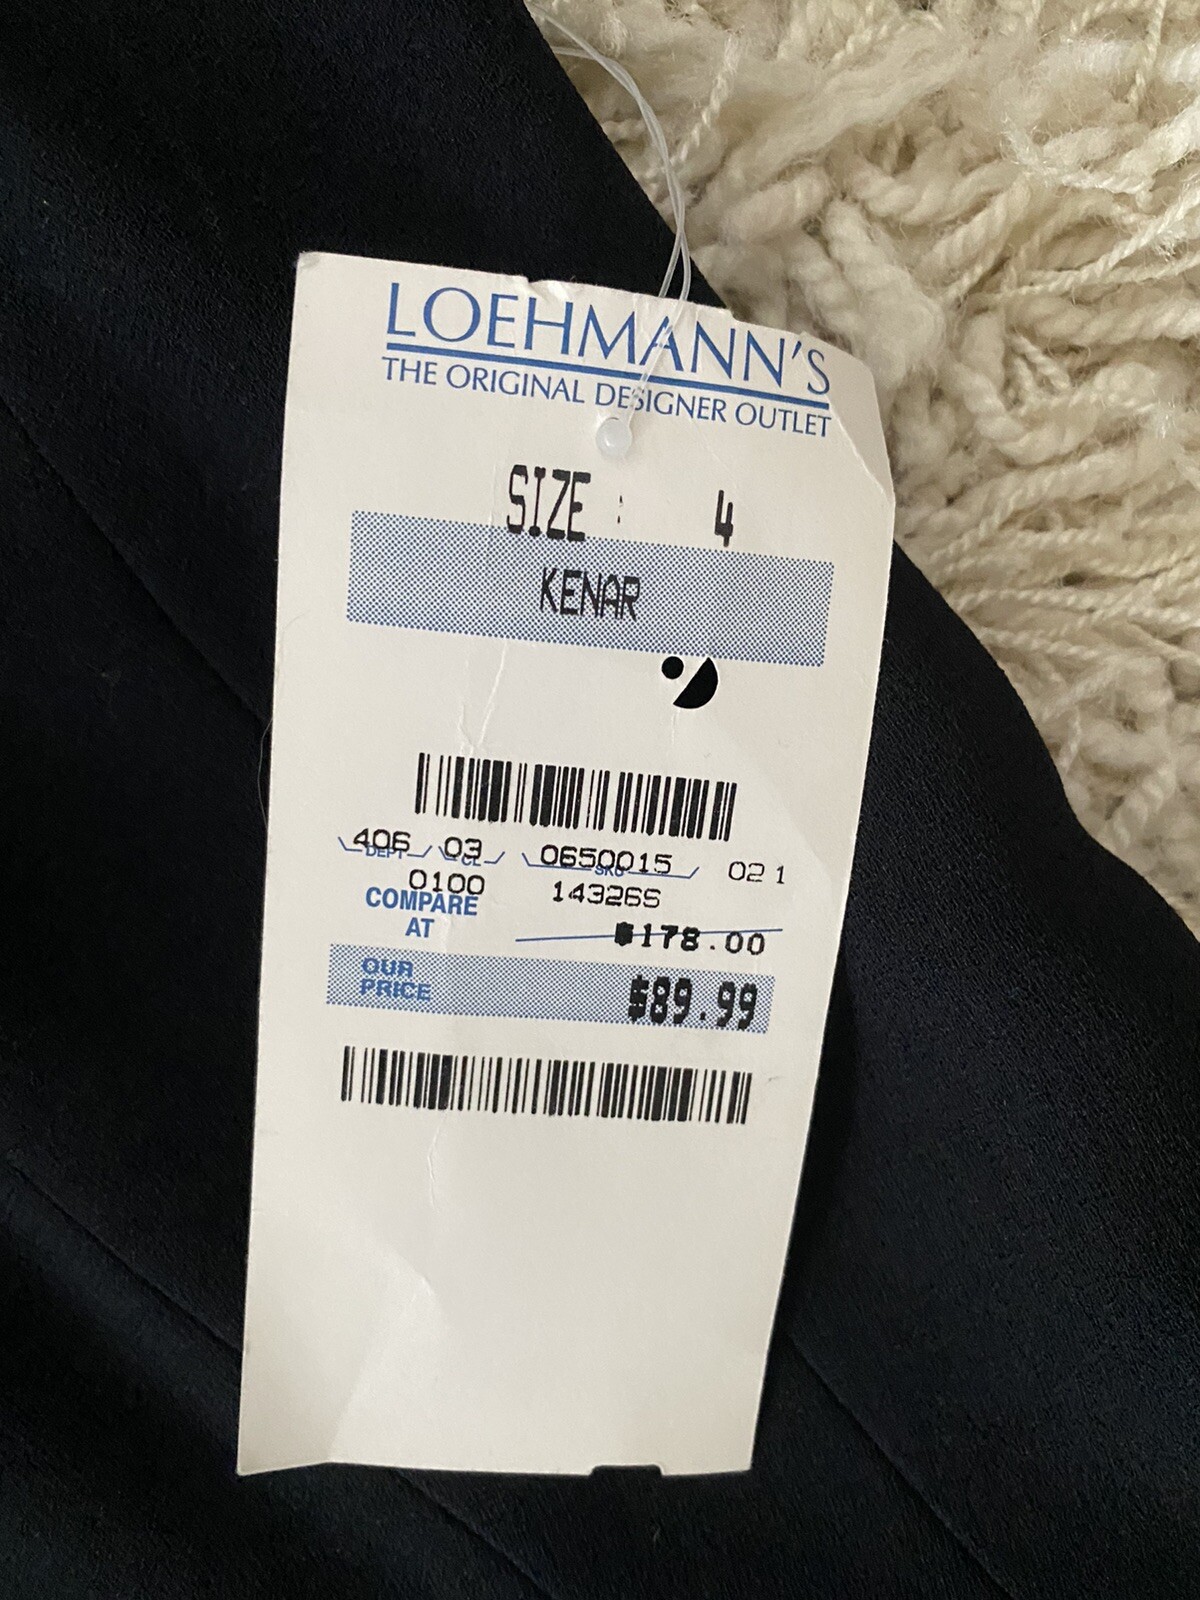 LOEHMANN'S
THE ORIGINAL DESIGNER OUTLET
SIZE : 4
KENAR
406 03 0650015 02 1
DEPT CL SKU
0100 14326S
COMPARE AT $178.00
OUR PRICE $89.99